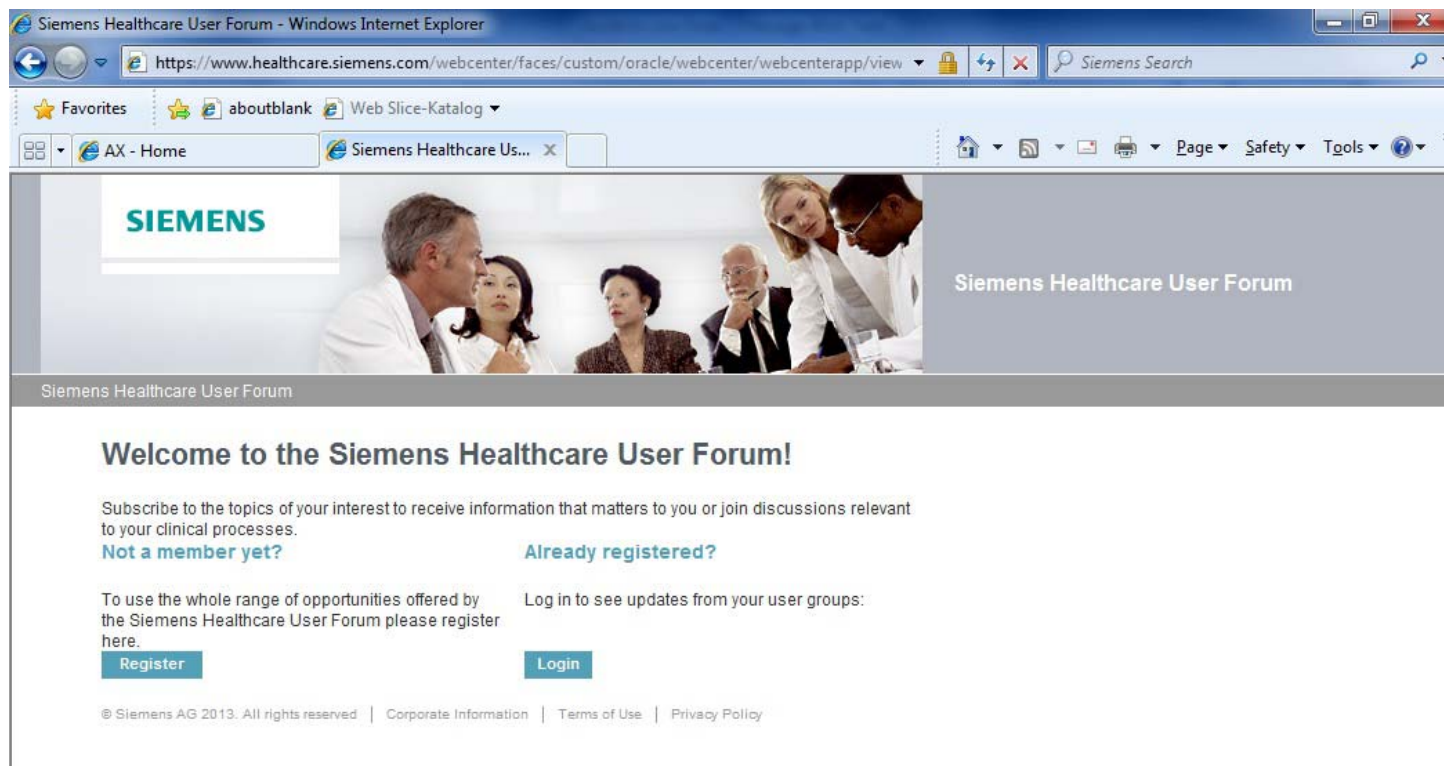 Siemens Healthcare User Forum - Windows Internet Explorer
https://www.healthcare.siemens.com/webcenter/faces/custom/oracle/webcenter/webcenterapp/view
Siemens Search
Favorites aboutblank Web Slice-Katalog
AX - Home Siemens Healthcare Us... Page Safety Tools
SIEMENS
Siemens Healthcare User Forum
Siemens Healthcare User Forum
Welcome to the Siemens Healthcare User Forum!
Subscribe to the topics of your interest to receive information that matters to you or join discussions relevant
to your clinical processes.
Not a member yet?
To use the whole range of opportunities offered by
the Siemens Healthcare User Forum please register
here.
Register
Already registered?
Log in to see updates from your user groups:
Login
© Siemens AG 2013. All rights reserved | Corporate Information | Terms of Use | Privacy Policy